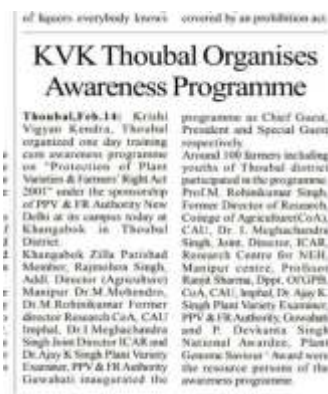 of liquors everybody knows
KVK Thoubal Organises
Awareness Programme
Thoubal,Feb.14: Krishi
Vigyan Kendra, Thoubal
organized one day training
cum awareness programme
on "Protection of Plant
Varieties & Farmers' Right Act
2001" under the sponsorship
of PPV & FR Authority New
Delhi at its campus today at
Khangabok in Thoubal
District.
Khangabok Zilla Parishad
Member, Rajmohon Singh,
Addl. Director (Agriculture)
Manipur Dr.M.Mohendro,
Dr.M Rohinikumar Former
director Research CoA, CAU
Imphal, Dr.I Meghachandra
Singh Joint Director ICAR and
Dr.Ajay K Singh Plant Variety
Examiner, PPV & FR Authority
Guwahati inaugurated the
covered by an prohibition act
programme as Chief Guest,
President and Special Guest
respectively.
Around 100 farmers including
youths of Thoubal district
participated in the programme.
Prof.M. Rohinikumar Singh,
Former Director of Research,
College of Agriculture(CoA),
CAU, Dr. I. Meghachandra
Singh, Joint, Director, ICAR,
Research Centre for NEH,
Manipur centre, Professor
Ranjit Sharma, Dppt, Of/GPB,
CoA, CAU, Imphal, Dr. Ajay K
Singh Plant Variety Examiner,
PPV & FR Authority, Guwahati
and P. Devkanta Singh
National Awardee, Plant
Genome Saviour ' Award were
the resource persons of the
awareness programme.